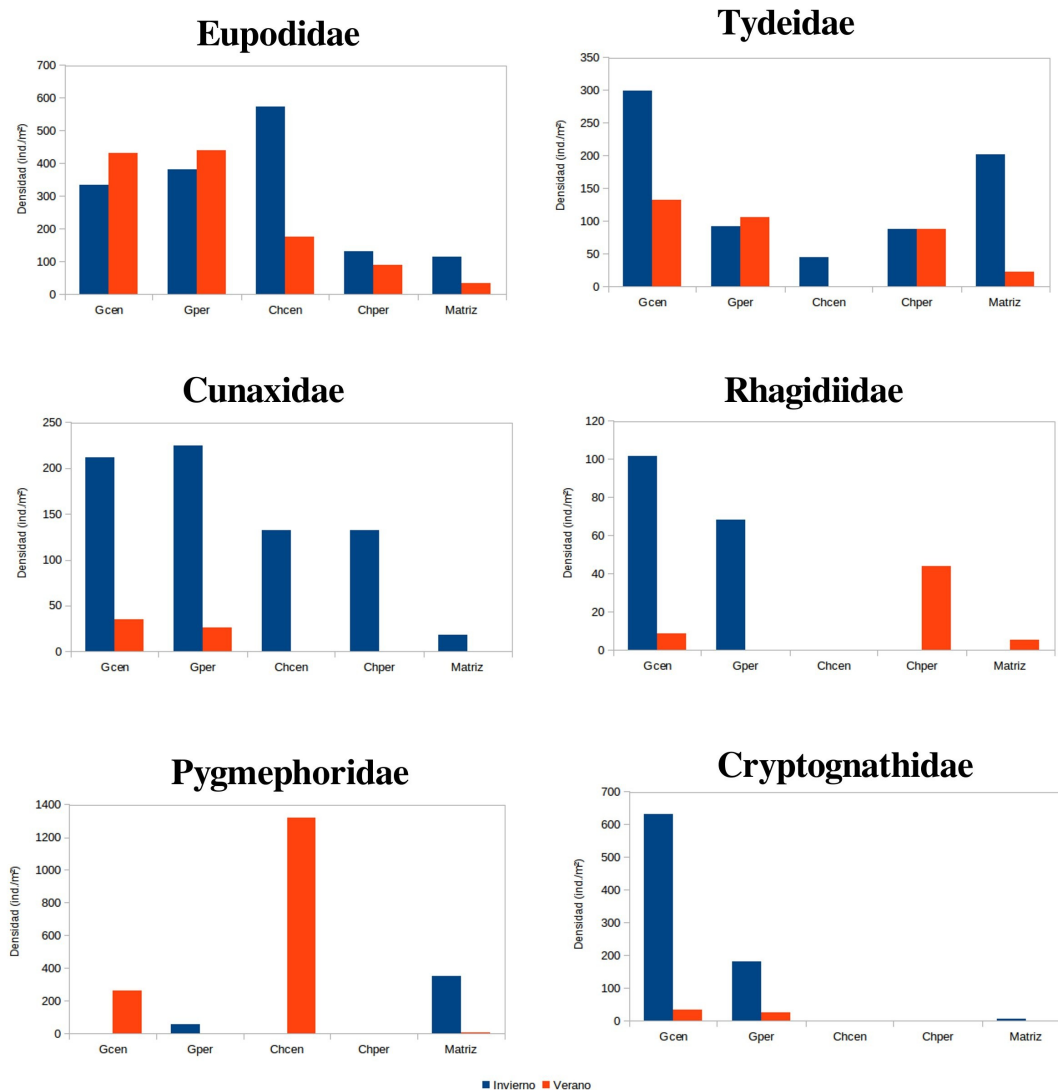 Eupodidae
Densidad (ind./m²)
700
600
500
400
300
200
100
0
Gcen Gper Chcen Chper Matriz
Tydeidae
Densidad (ind./m²)
350
300
250
200
150
100
50
0
Gcen Gper Chcen Chper Matriz
Cunaxidae
Densidad (ind./m²)
250
200
150
100
50
0
Gcen Gper Chcen Chper Matriz
Rhagidiidae
Densidad (ind./m²)
120
100
80
60
40
20
0
Gcen Gper Chcen Chper Matriz
Pygmephoridae
Densidad (ind./m²)
1400
1200
1000
800
600
400
200
0
Gcen Gper Chcen Chper Matriz
Cryptognathidae
Densidad (ind./m²)
700
600
500
400
300
200
100
0
Gcen Gper Chcen Chper Matriz
Invierno Verano